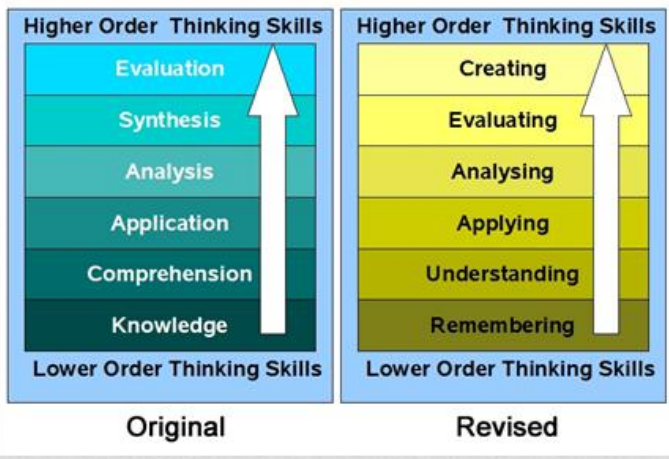 Higher Order Thinking Skills
Evaluation
Synthesis
Analysis
Application
Comprehension
Knowledge
Lower Order Thinking Skills
Original
Higher Order Thinking Skills
Creating
Evaluating
Analysing
Applying
Understanding
Remembering
Lower Order Thinking Skills
Revised